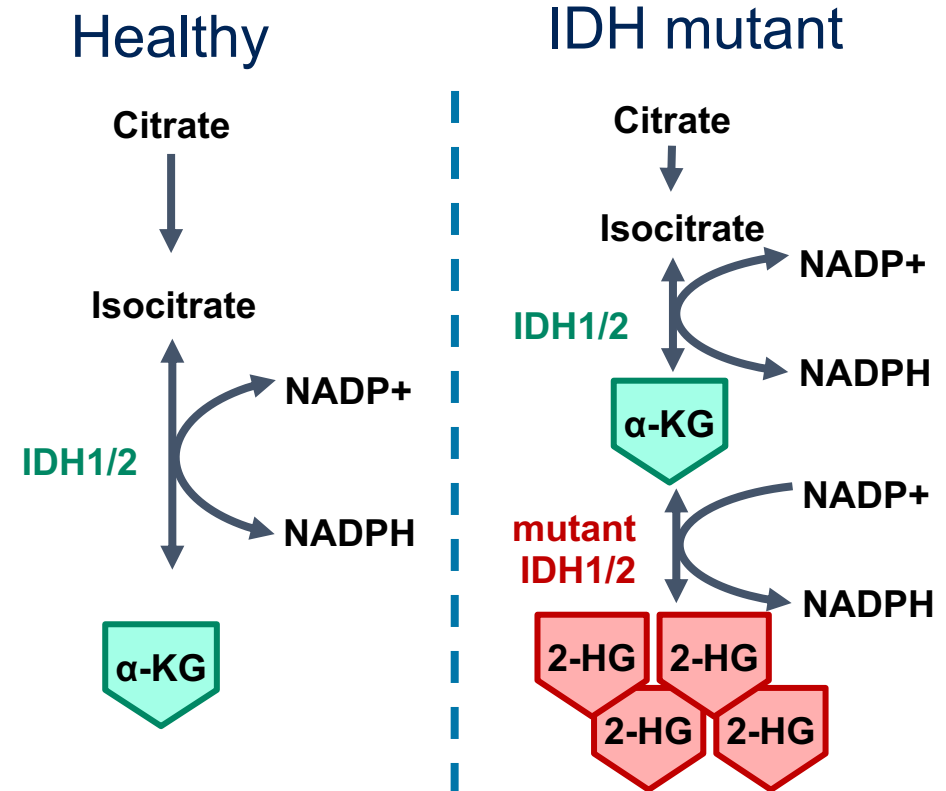 Healthy
Citrate
Isocitrate
NADP+
IDH1/2
NADPH
α-KG
IDH mutant
Citrate
Isocitrate
NADP+
IDH1/2
NADPH
α-KG
NADP+
mutant
IDH1/2
NADPH
2-HG 2-HG
2-HG 2-HG